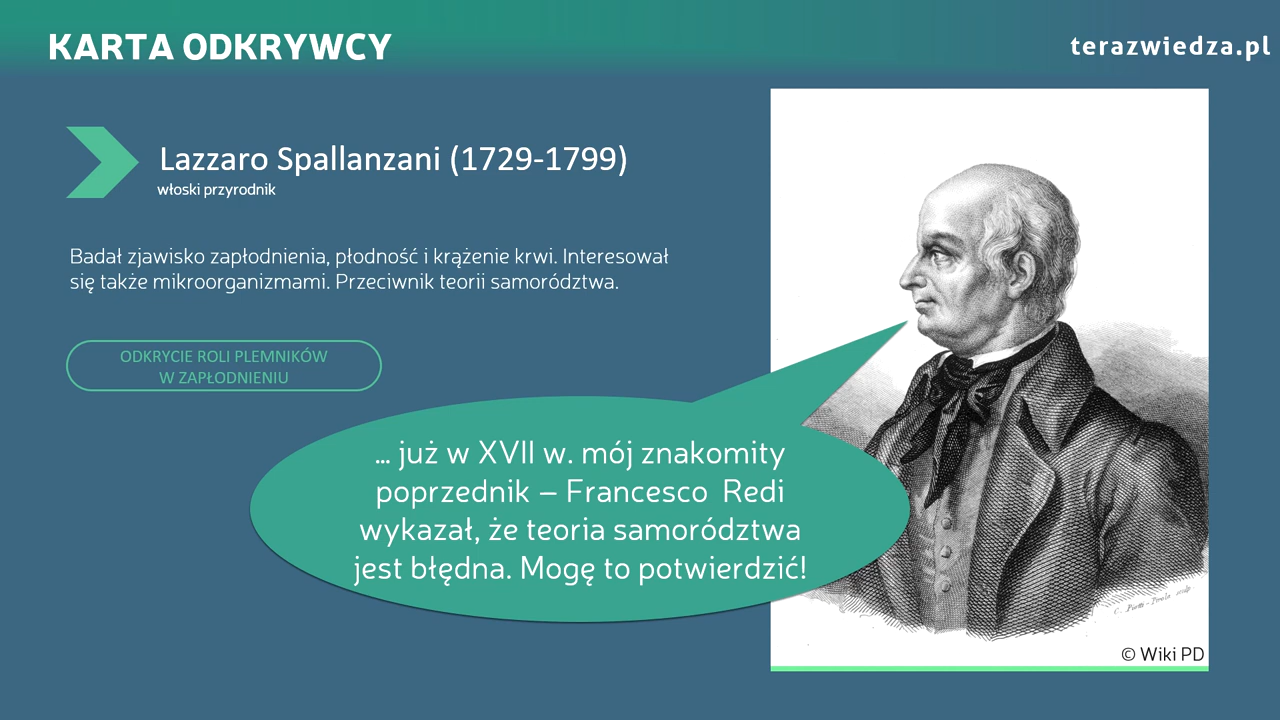 KARTA ODKRYWCY
terazwiedza.pl
Lazzaro Spallanzani (1729-1799)
włoski przyrodnik
Badał zjawisko zapłodnienia, płodność i krążenie krwi. Interesował
się także mikroorganizmami. Przeciwnik teorii samorództwa.
ODKRYCIE ROLI PLEMNIKÓW
W ZAPŁODNIENIU
... już w XVII w. mój znakomity
poprzednik – Francesco Redi
wykazał, że teoria samorództwa
jest błędna. Mogę to potwierdzić!
© Wiki PD